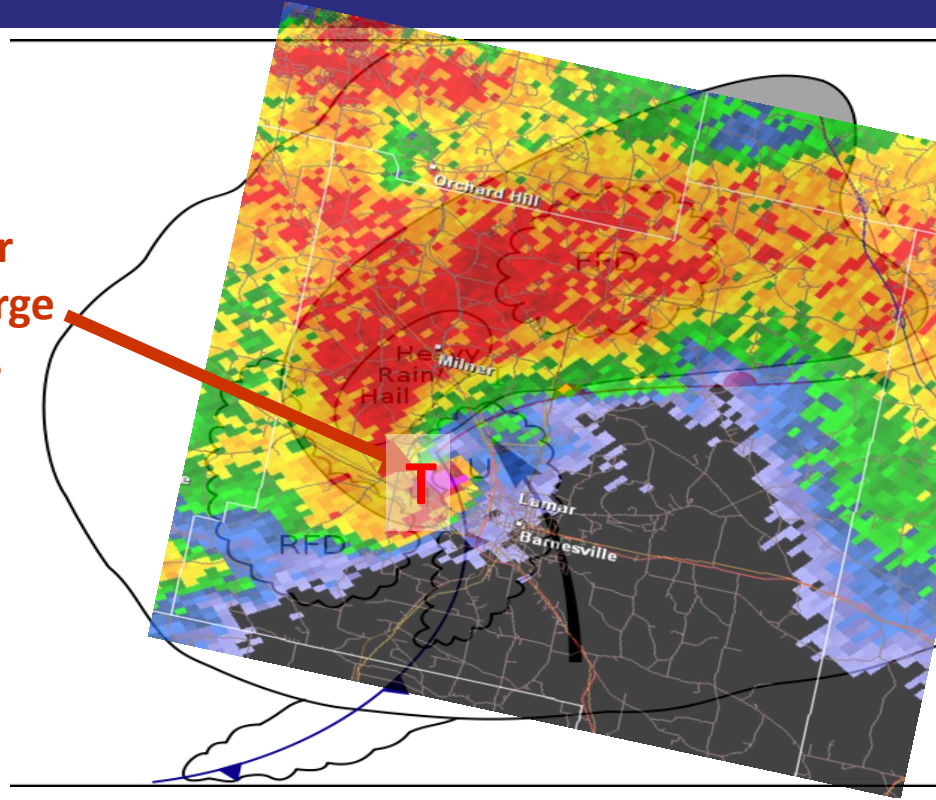 r
rge
Orchard Hill
V
FFD
Heavy
Milner
Rain/
Hail
T
U
Lamar
e
Barnesville
RFD